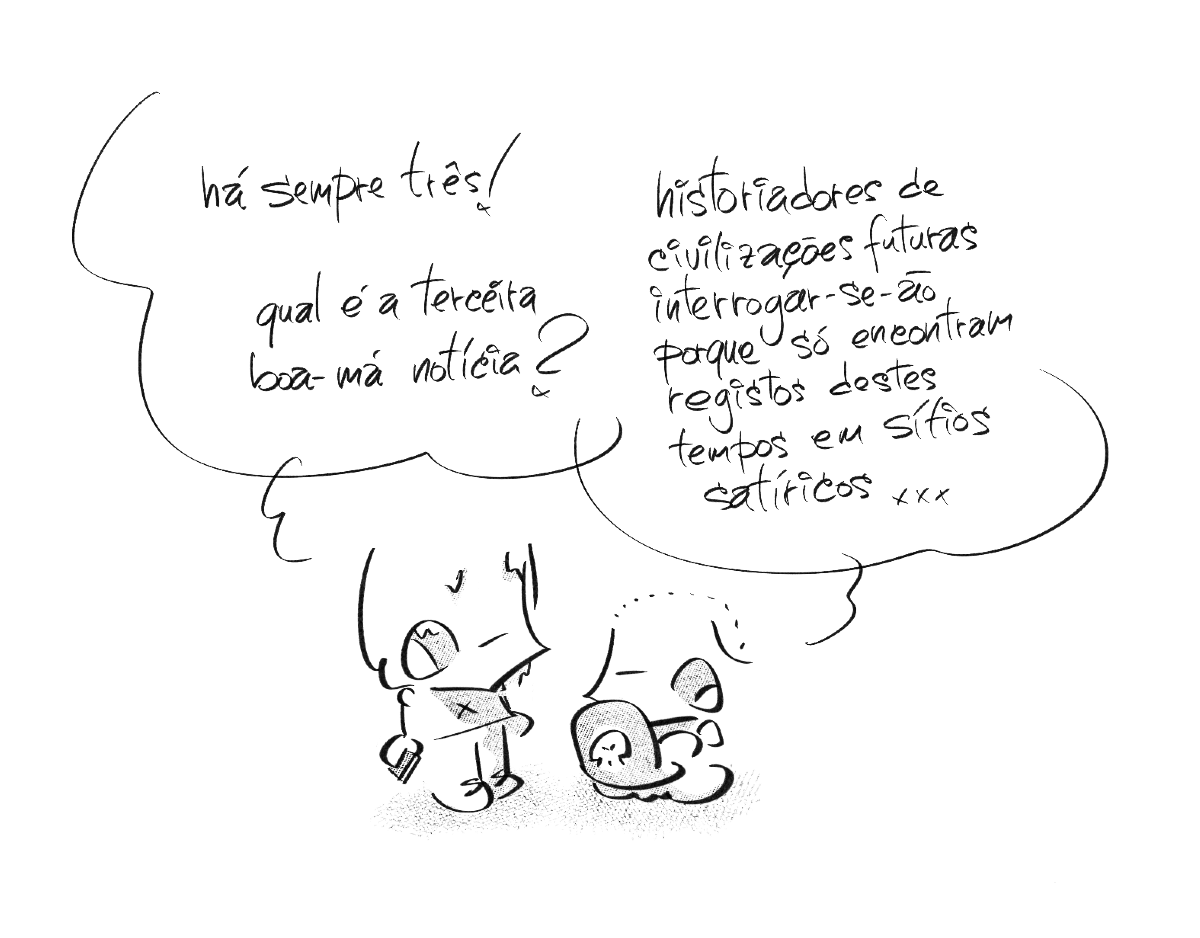 há sempre três!
qual é a terceira
boa-má notícia?
historiadores de
civilizações futuras
interrogar-se-ão
porque só encontram
registos destes
tempos em sítios
satíricos xxx